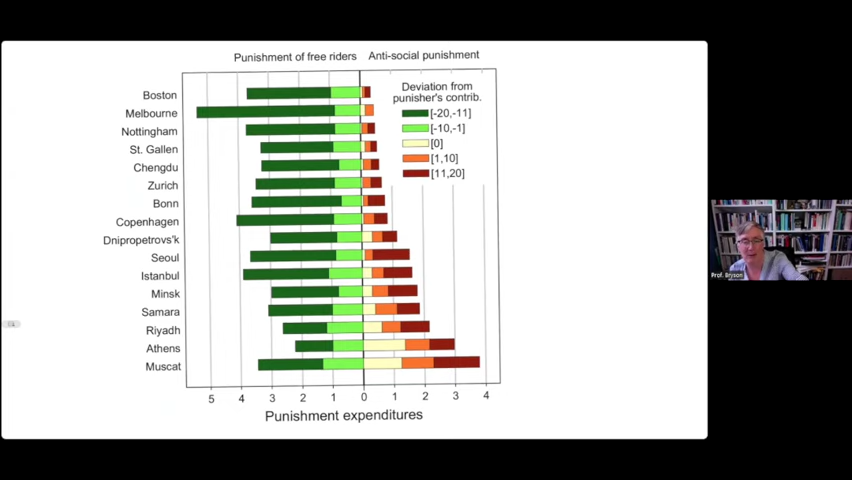 Punishment of free riders Anti-social punishment
Deviation from
punisher's contrib.
[-20,-11]
[-10,-1]
[0]
[1,10]
[11,20]
Boston
Melbourne
Nottingham
St. Gallen
Chengdu
Zurich
Bonn
Copenhagen
Dnipropetrovs'k
Seoul
Istanbul
Minsk
Samara
Riyadh
Athens
Muscat
5 4 3 2 1 0 1 2 3 4
Punishment expenditures
Prof. Bryson